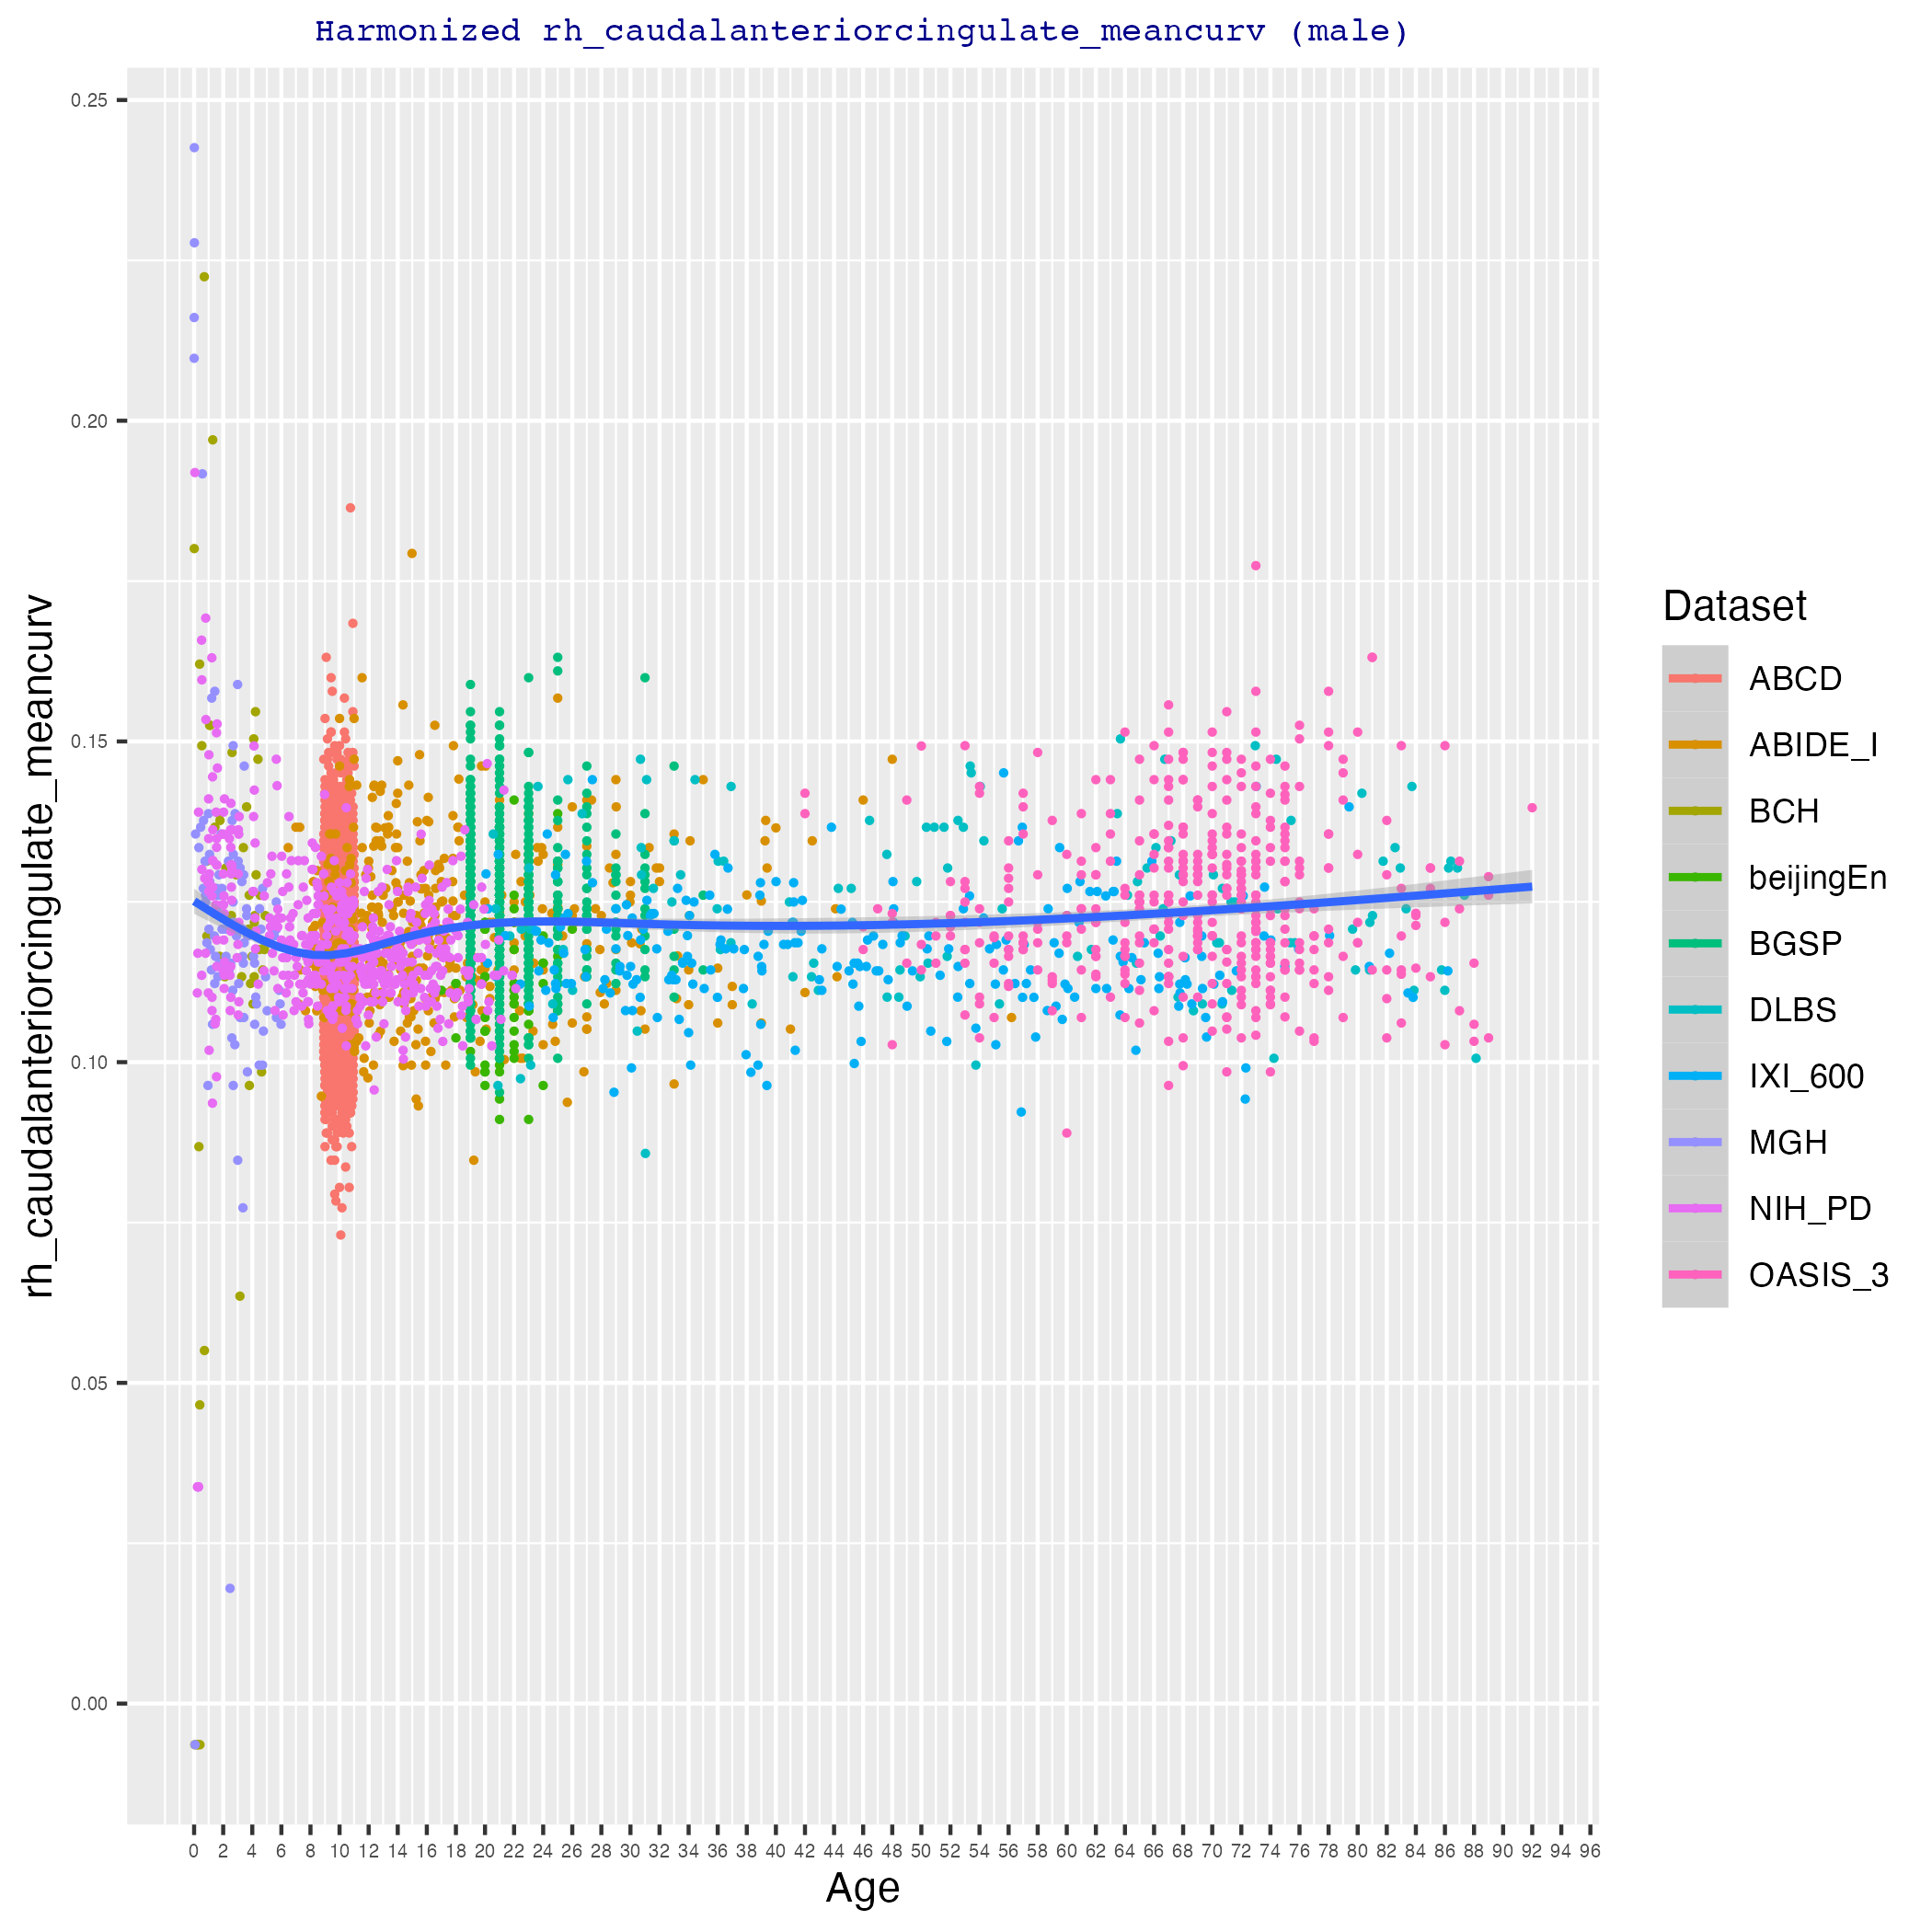 Harmonized rh_caudalanteriorcingulate_meancurv (male)
rh_caudalanteriorcingulate_meancurv
0.25
0.20
0.15
0.10
0.05
0.00
0 2 4 6 8 10 12 14 16 18 20 22 24 26 28 30 32 34 36 38 40 42 44 46 48 50 52 54 56 58 60 62 64 66 68 70 72 74 76 78 80 82 84 86 88 90 92 94 96
Age
Dataset
ABCD
ABIDE_I
BCH
beijingEn
BGSP
DLBS
IXI_600
MGH
NIH_PD
OASIS_3